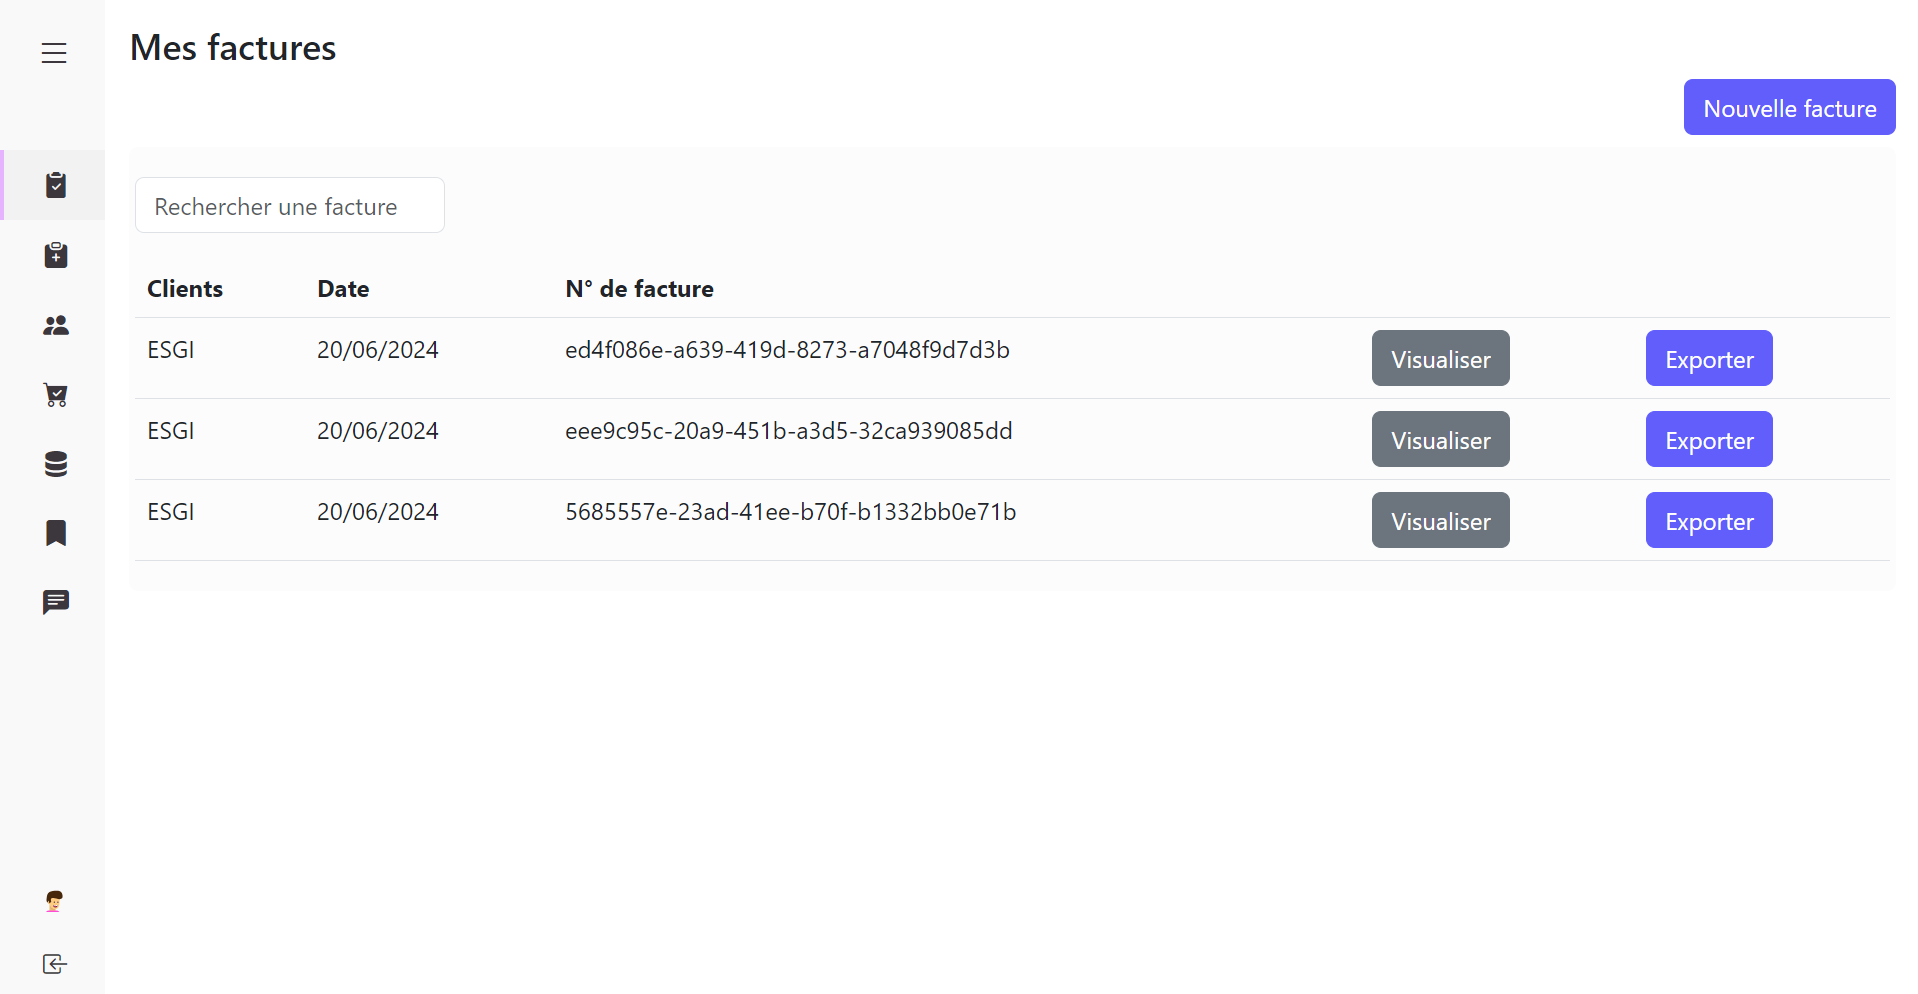 Mes factures
Nouvelle facture
Rechercher une facture
Clients Date N° de facture
ESGI 20/06/2024 ed4f086e-a639-419d-8273-a7048f9d7d3b Visualiser Exporter
ESGI 20/06/2024 eee9c95c-20a9-451b-a3d5-32ca939085dd Visualiser Exporter
ESGI 20/06/2024 5685557e-23ad-41ee-b70f-b1332bb0e71b Visualiser Exporter